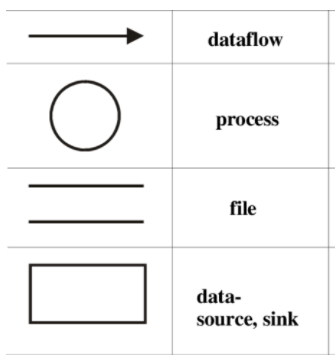 dataflow
process
file
data-
source, sink